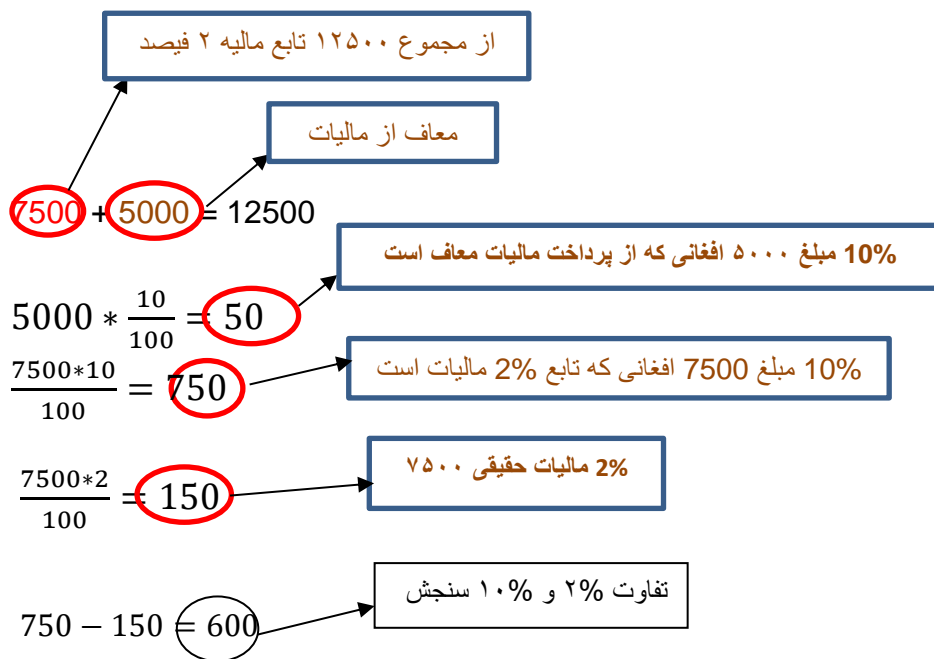 از مجموع ۱۲۵۰۰ تابع مالیه ۲ فیصد
معاف از مالیات
7500 + 5000 = 12500
10% مبلغ ۵۰۰۰ افغانی که از پرداخت مالیات معاف است
5000 * 10/100 = 50
10% مبلغ 7500 افغانی که تابع 2% مالیات است
7500*10/100 = 750
2% مالیات حقیقی ۷۵۰۰
7500*2/100 = 150
تفاوت ۲% و ۱۰% سنجش
750 − 150 = 600